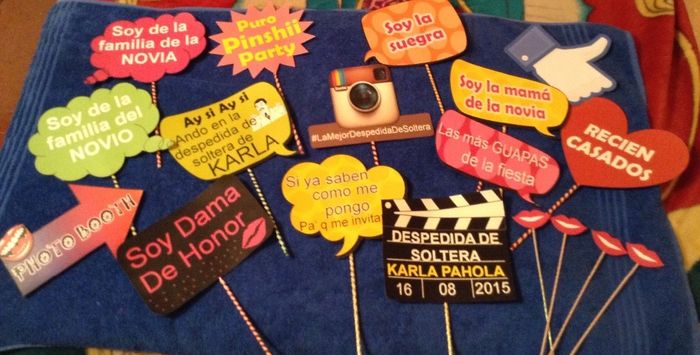 Soy de la
familia de la
NOVIA
Puro
Pinshii
Party
Soy la
suegra
Soy de la
familia del
NOVIO
Ay si Ay si
Ando en la
despedida de
soltera de
KARLA
#LaMejorDespedidaDeSoltera
Soy la mamá
de la novia
Las más GUAPAS
de la fiesta
RECIEN
CASADOS
PHOTO BOOTH
Soy Dama
De Honor
Si ya saben
como me
pongo
Pa' q me invitan
DESPEDIDA DE
SOLTERA
KARLA PAHOLA
16 08 2015